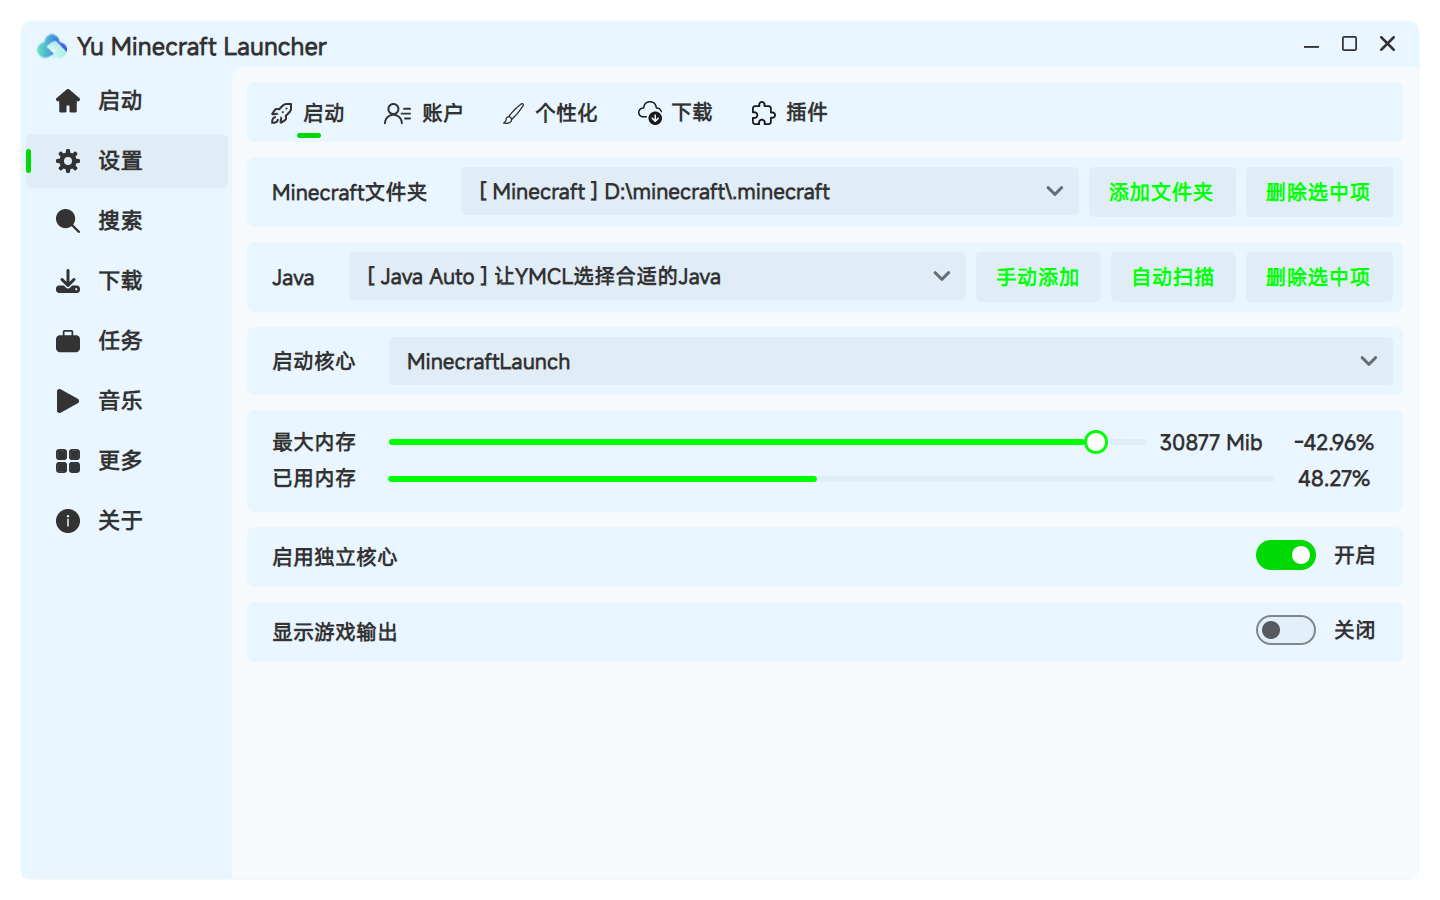 Yu Minecraft Launcher
启动
设置
搜索
下载
任务
音乐
更多
关于
启动 账户 个性化 下载 插件
Minecraft文件夹 [ Minecraft ] D:\minecraft\.minecraft 添加文件夹 删除选中项
Java [ Java Auto ] 让YMCL选择合适的Java 手动添加 自动扫描 删除选中项
启动核心 MinecraftLaunch
最大内存 30877 Mib -42.96%
已用内存 48.27%
启用独立核心 开启
显示游戏输出 关闭